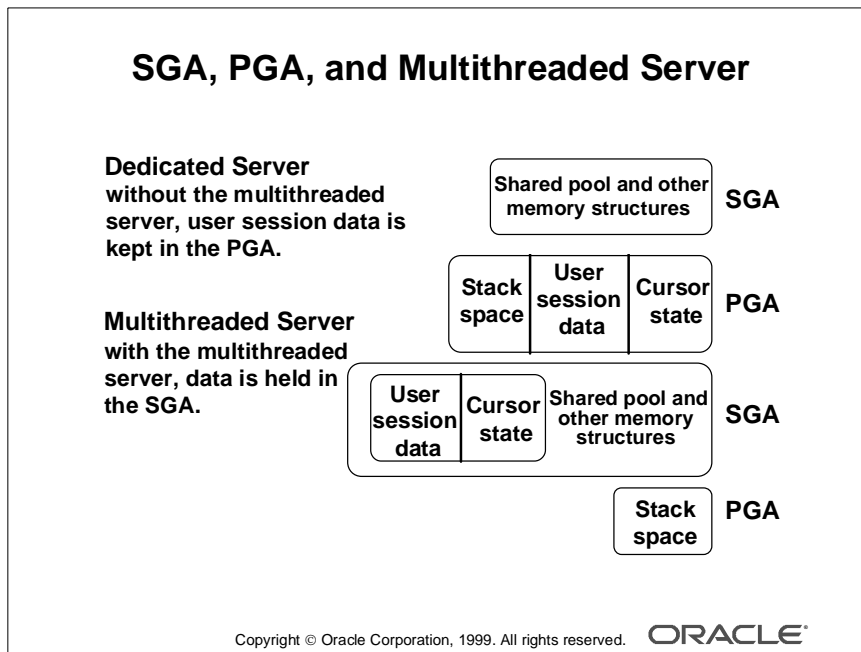 SGA, PGA, and Multithreaded Server
Dedicated Server
without the multithreaded
server, user session data is
kept in the PGA.
Shared pool and other
memory structures
SGA
Stack
space
User
session
data
Cursor
state
PGA
Multithreaded Server
with the multithreaded
server, data is held in
the SGA.
User
session
data
Cursor
state
Shared pool and
other memory
structures
SGA
Stack
space
PGA
Copyright © Oracle Corporation, 1999. All rights reserved.
ORACLE®